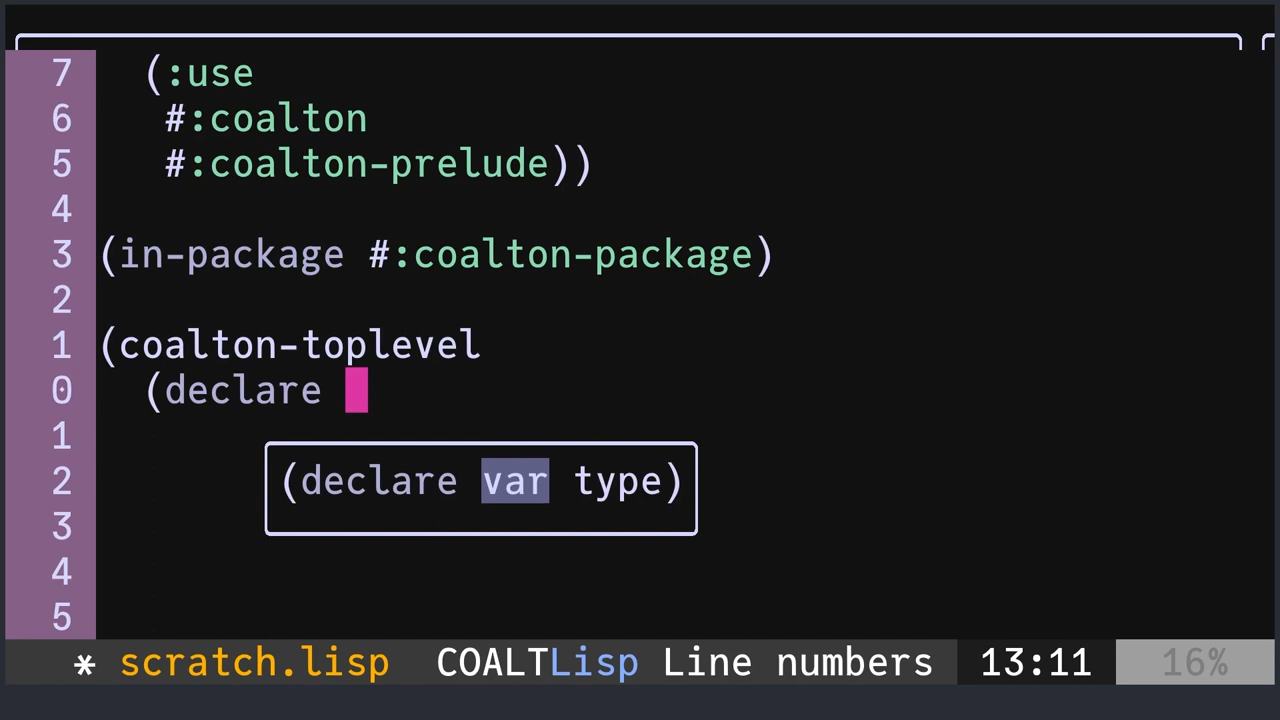 7 (:use
6 #:coalton
5 #:coalton-prelude))
4
3 (in-package #:coalton-package)
2
1 (coalton-toplevel
0 (declare
1
2 (declare var type)
3
4
5
* scratch.lisp COALTLisp Line numbers 13:11 16%